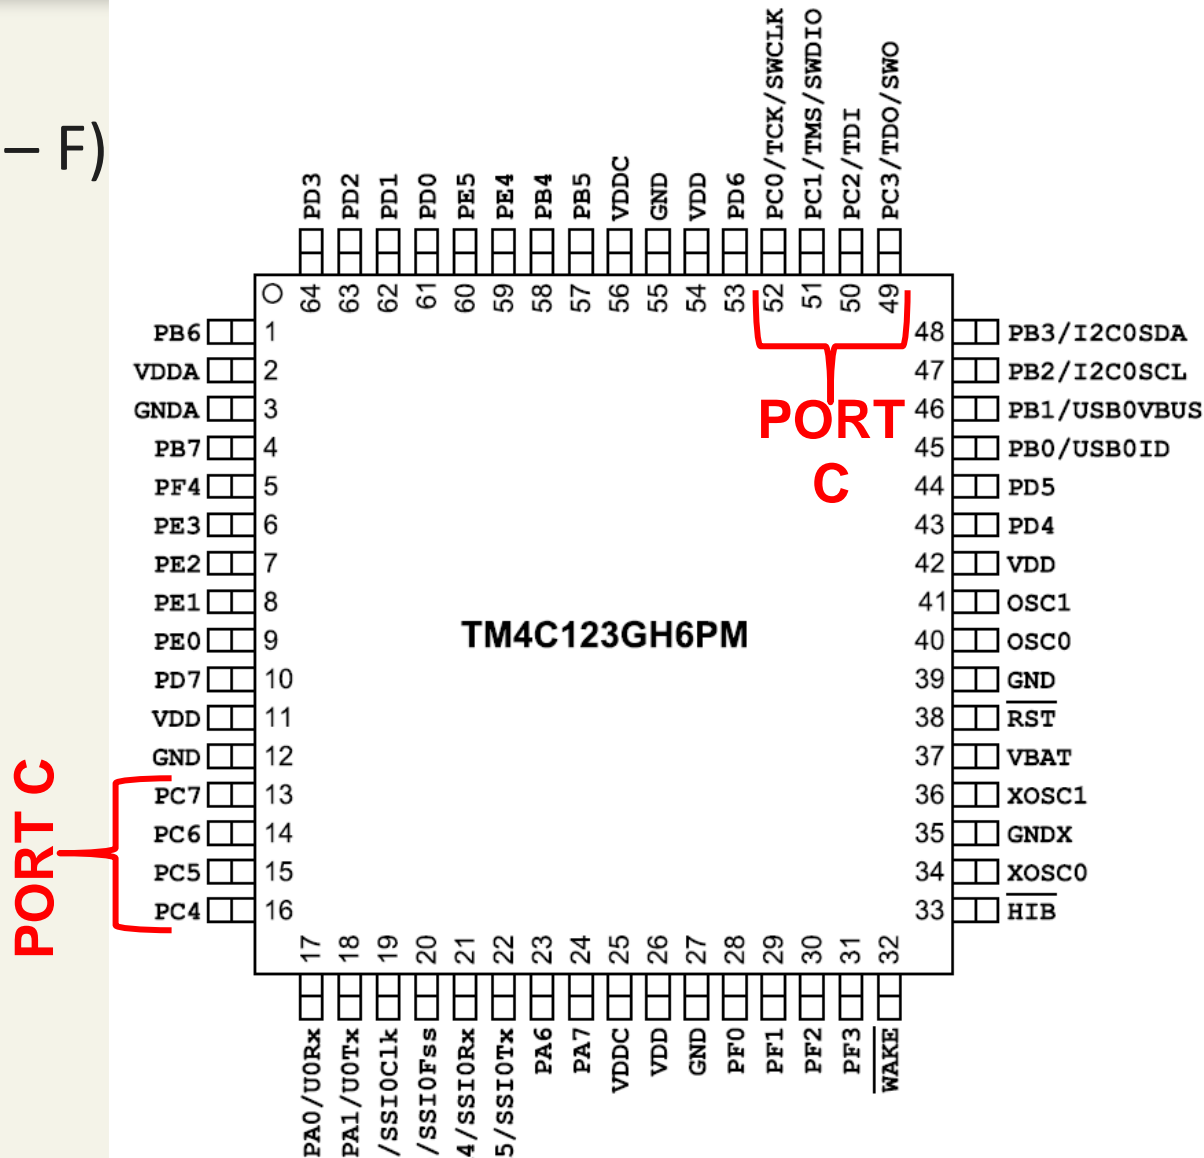 – F)
PD3
PD2
PD1
PD0
PE5
PE4
PB4
PB5
VDDC
GND
VDD
PD6
PC0/TCK/SWCLK
PC1/TMS/SWDIO
PC2/TDI
PC3/TDO/SWO
64
63
62
61
60
59
58
57
56
55
54
53
52
51
50
49
PORT
C
PB6 1
VDDA 2
GNDA 3
PB7 4
PF4 5
PE3 6
PE2 7
PE1 8
PE0 9
PD7 10
VDD 11
GND 12
PC7 13
PC6 14
PC5 15
PC4 16
PORT C
TM4C123GH6PM
48 PB3/I2C0SDA
47 PB2/I2C0SCL
46 PB1/USB0VBUS
45 PB0/USB0ID
44 PD5
43 PD4
42 VDD
41 OSC1
40 OSC0
39 GND
38 RST
37 VBAT
36 XOSC1
35 GNDX
34 XOSC0
33 HIB
17
18
19
20
21
22
23
24
25
26
27
28
29
30
31
32
PA0/U0Rx
PA1/U0Tx
/SSI0Clk
/SSI0Fss
4/SSI0Rx
5/SSI0Tx
PA6
PA7
VDDC
VDD
GND
PF0
PF1
PF2
PF3
WAKE